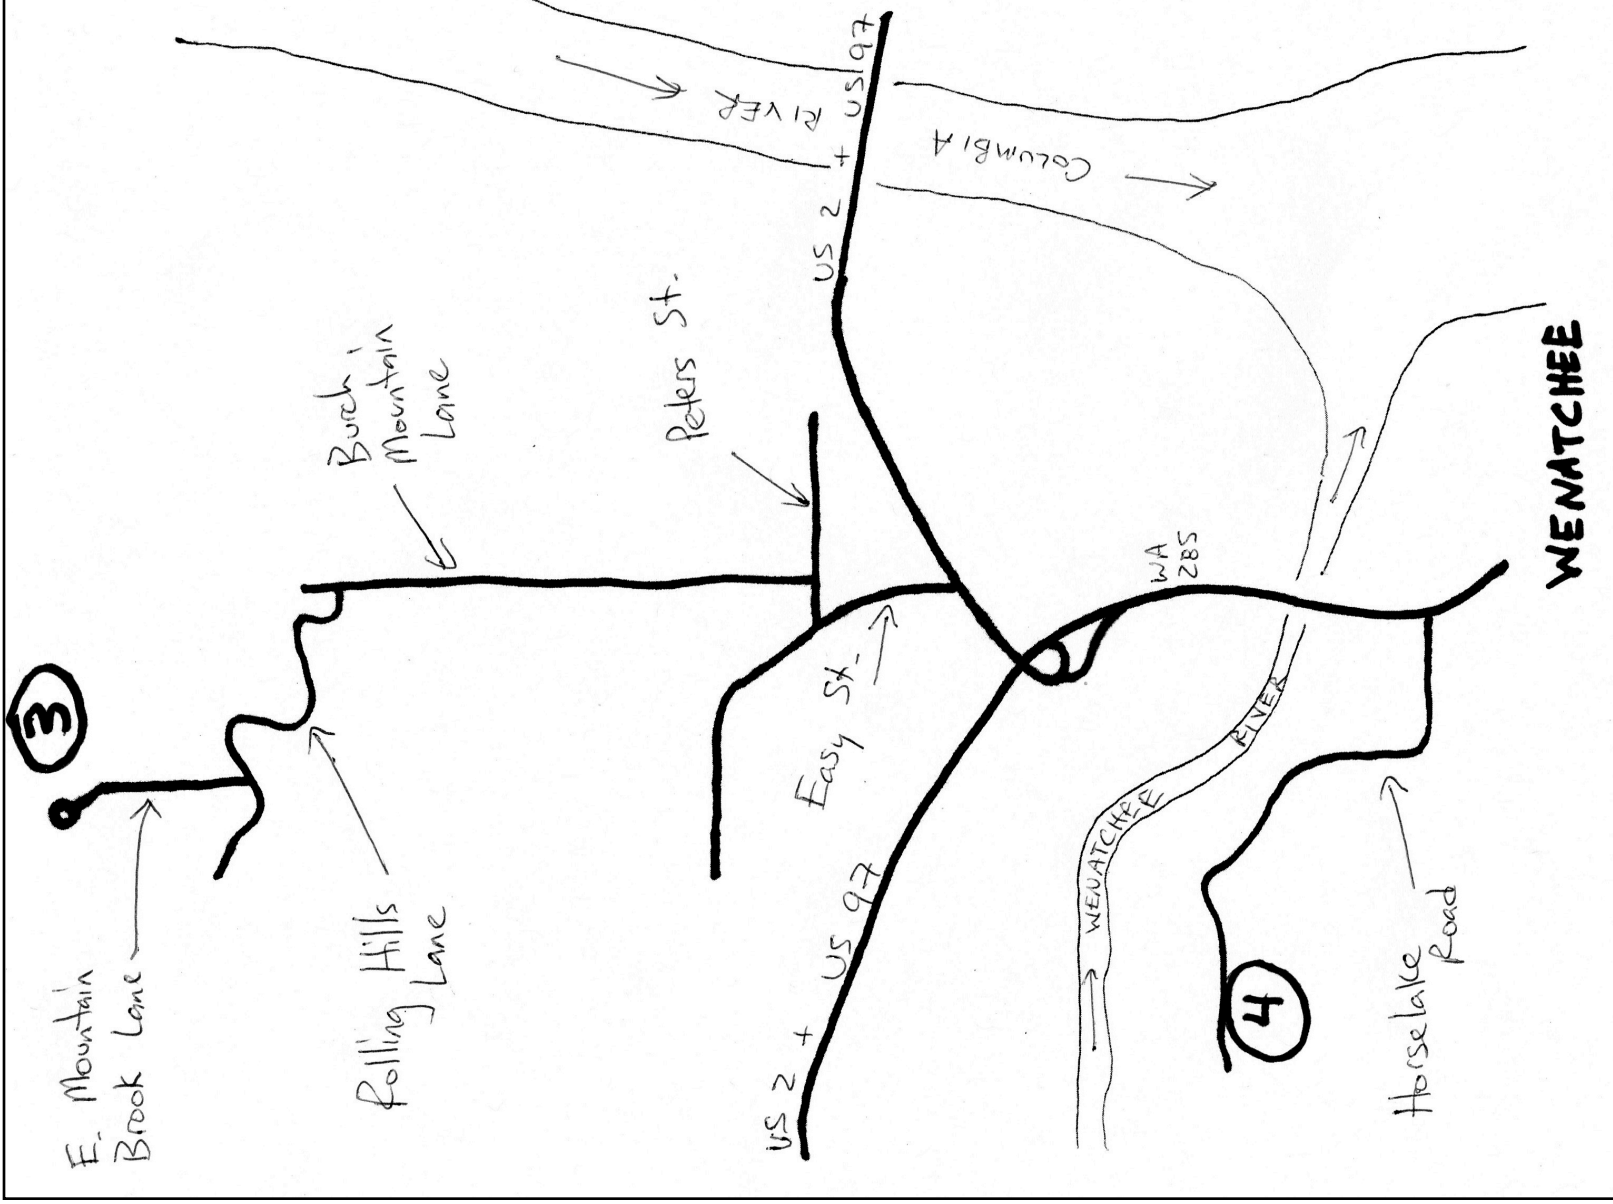 3
E. Mountain
Brook Lane
Rolling Hills
Lane
Burch
Mountain
Lane
Peters St.
Easy St.
US 2 + US 97
US 2 + US 97
COLUMBIA
RIVER
WA
285
WENATCHEE RIVER
4
Horselake
Road
WENATCHEE